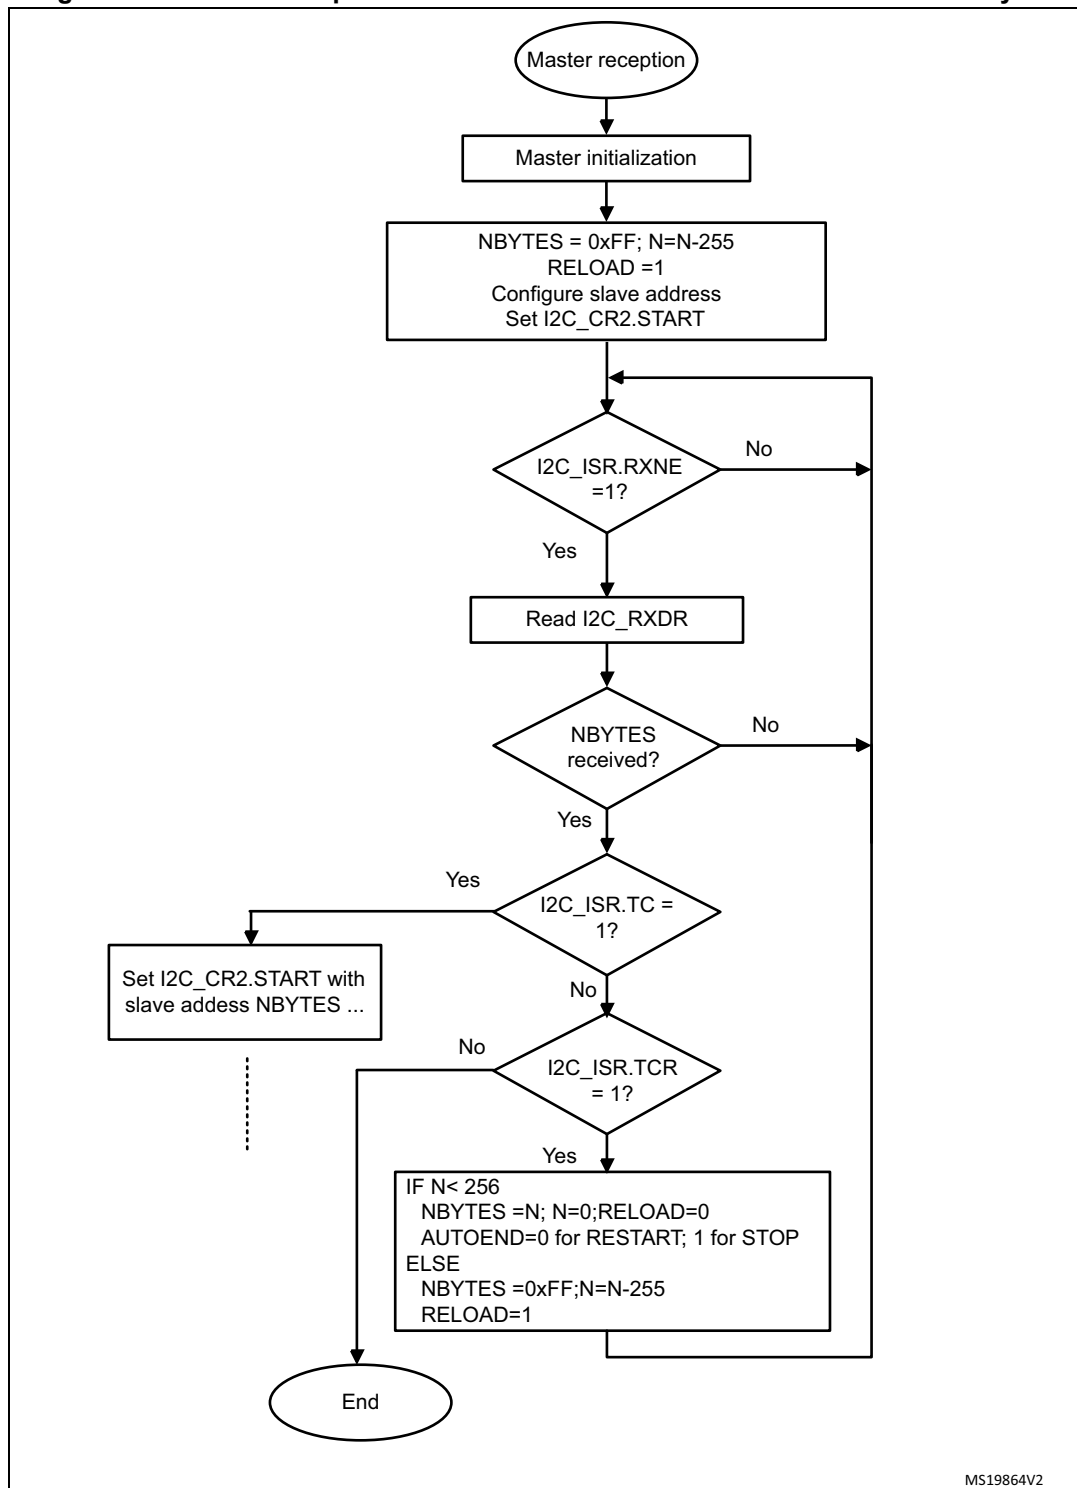 Master reception
Master initialization
NBYTES = 0xFF; N=N-255
RELOAD =1
Configure slave address
Set I2C_CR2.START
I2C_ISR.RXNE
=1?
No
Yes
Read I2C_RXDR
NBYTES
received?
No
Yes
I2C_ISR.TC =
1?
Yes
Set I2C_CR2.START with
slave addess NBYTES ...
No
I2C_ISR.TCR
= 1?
No
Yes
IF N< 256
NBYTES =N; N=0;RELOAD=0
AUTOEND=0 for RESTART; 1 for STOP
ELSE
NBYTES =0xFF;N=N-255
RELOAD=1
End
MS19864V2